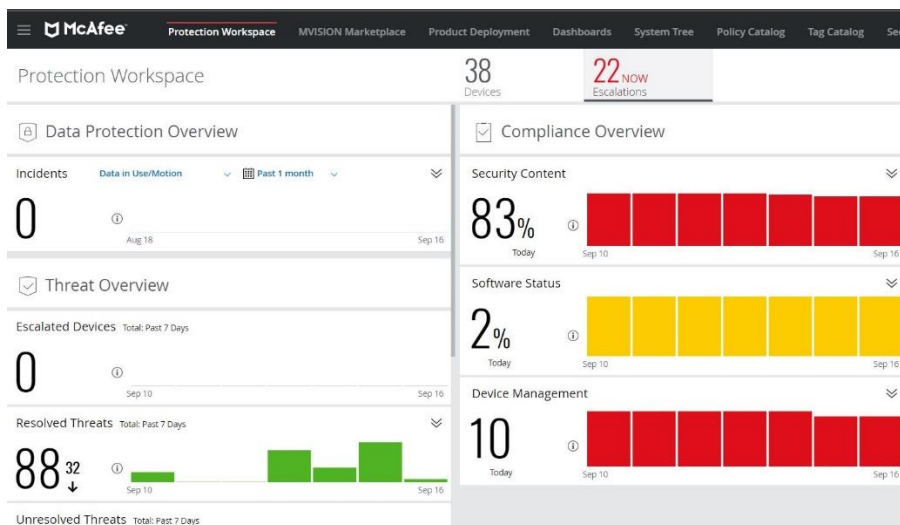 McAfee
Protection Workspace
MVISION Marketplace
Product Deployment
Dashboards
System Tree
Policy Catalog
Tag Catalog
Se
Protection Workspace
38
Devices
22 NOW
Escalations
Data Protection Overview
Incidents Data in Use/Motion Past 1 month
0
Aug 18 Sep 16
Threat Overview
Escalated Devices Total: Past 7 Days
0
Sep 10 Sep 16
Resolved Threats Total: Past 7 Days
88 32
Sep 10 Sep 16
Unresolved Threats Total: Past 7 Days
Compliance Overview
Security Content
83%
Today
Sep 10 Sep 16
Software Status
2%
Today
Sep 10 Sep 16
Device Management
10
Today
Sep 10 Sep 16